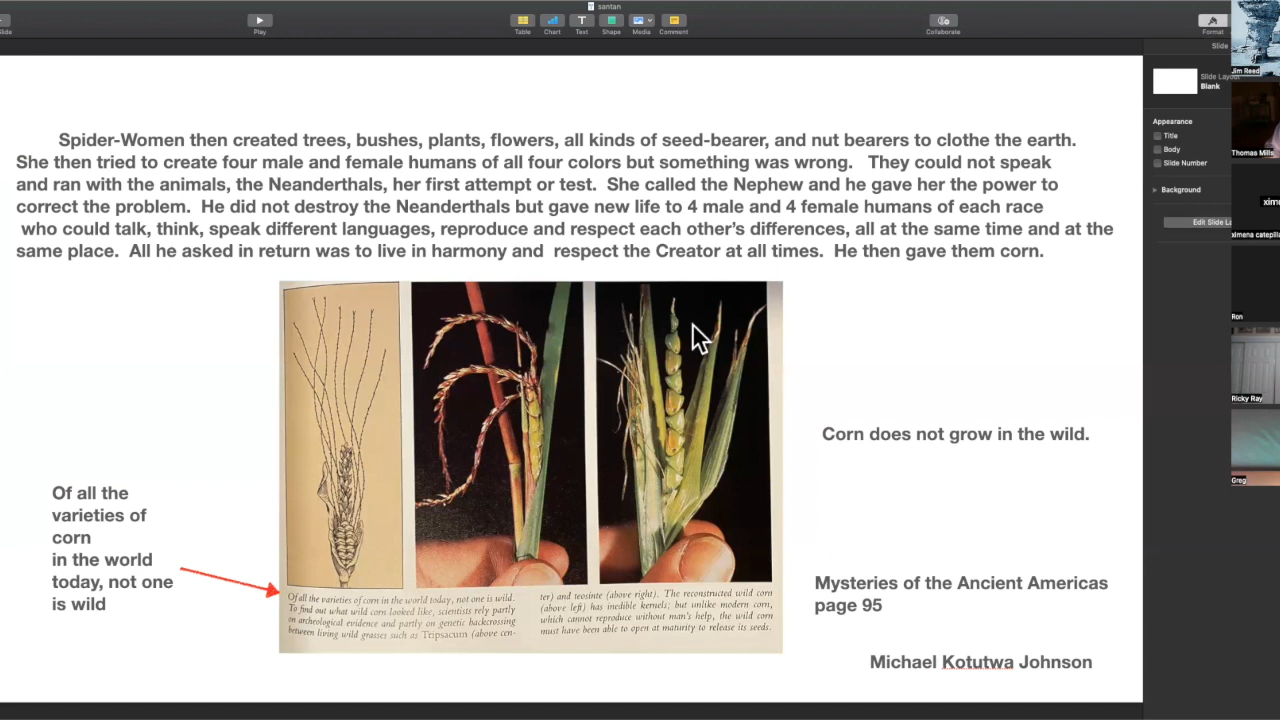 santan
Slide
Play
Table
Chart
Text
Shape
Media
Comment
Collaborate
Format
Slide
Slide Layout
Blank
Appearance
Title
Body
Slide Number
Background
Edit Slide La
Jim Reed
Thomas Mills
xim
ximena catepill
Ron
Ricky Ray
Greg
Spider-Women then created trees, bushes, plants, flowers, all kinds of seed-bearer, and nut bearers to clothe the earth.
She then tried to create four male and female humans of all four colors but something was wrong. They could not speak
and ran with the animals, the Neanderthals, her first attempt or test. She called the Nephew and he gave her the power to
correct the problem. He did not destroy the Neanderthals but gave new life to 4 male and 4 female humans of each race
who could talk, think, speak different languages, reproduce and respect each other's differences, all at the same time and at the
same place. All he asked in return was to live in harmony and respect the Creator at all times. He then gave them corn.
Corn does not grow in the wild.
Of all the
varieties of
corn
in the world
today, not one
is wild
Of all the varieties of corn in the world today, not one is wild.
To find out what wild corn looked like, scientists rely partly
on archeological evidence and partly on genetic backcrossing
between living wild grasses such as Tripsacum (above cen-
ter) and teosinte (above right). The reconstructed wild corn
(above left) has inedible kernels; but unlike modern corn,
which cannot reproduce without man's help, the wild corn
must have been able to open at maturity to release its seeds.
Mysteries of the Ancient Americas
page 95
Michael Kotutwa Johnson